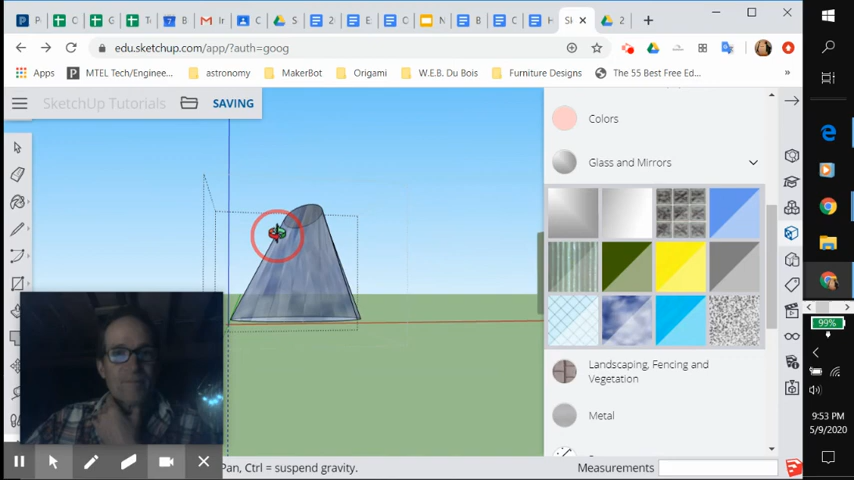 edu.sketchup.com/app/?auth=goog
Apps
MTEL Tech/Enginee...
astronomy
MakerBot
Origami
W.E.B. Du Bois
Furniture Designs
The 55 Best Free Ed...
»
SketchUp Tutorials
SAVING
Colors
Glass and Mirrors
Landscaping, Fencing and
Vegetation
Metal
99%
9:53 PM
5/9/2020
Pan, Ctrl = suspend gravity.
Measurements